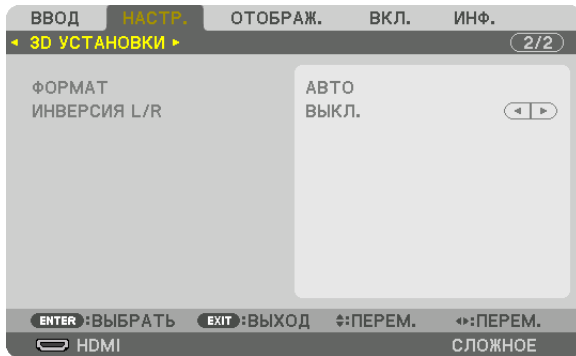 ВВОД НАСТР. ОТОБРАЖ. ВКЛ. ИНФ.
3D УСТАНОВКИ 2/2
ФОРМАТ АВТО
ИНВЕРСИЯ L/R ВЫКЛ.
ENTER :ВЫБРАТЬ EXIT :ВЫХОД :ПЕРЕМ. :ПЕРЕМ.
HDMI СЛОЖНОЕ